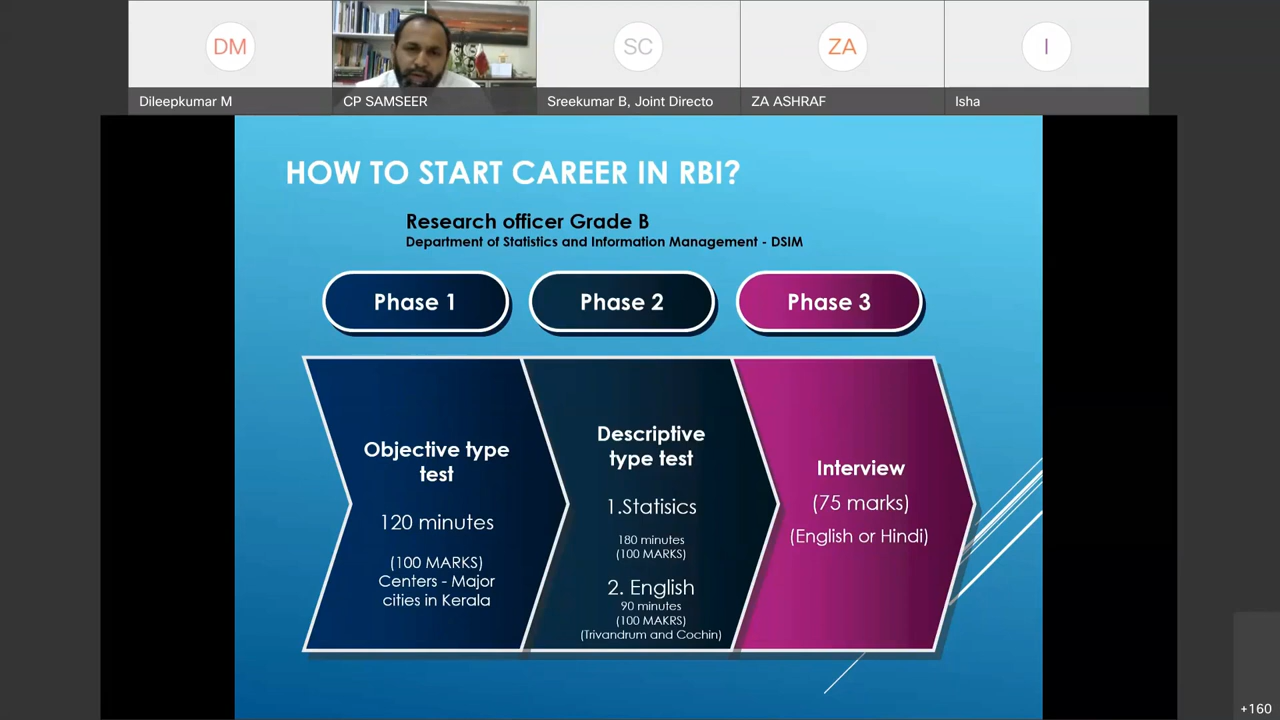 DM
SC
ZA
I
Dileepkumar M
CP SAMSEER
Sreekumar B, Joint Directo
ZA ASHRAF
Isha
HOW TO START CAREER IN RBI?
Research officer Grade B
Department of Statistics and Information Management - DSIM
Phase 1
Phase 2
Phase 3
Objective type
test
120 minutes
(100 MARKS)
Centers - Major
cities in Kerala
Descriptive
type test
1.Statisics
180 minutes
(100 MARKS)
2. English
90 minutes
(100 MAKRS)
(Trivandrum and Cochin)
Interview
(75 marks)
(English or Hindi)
+160